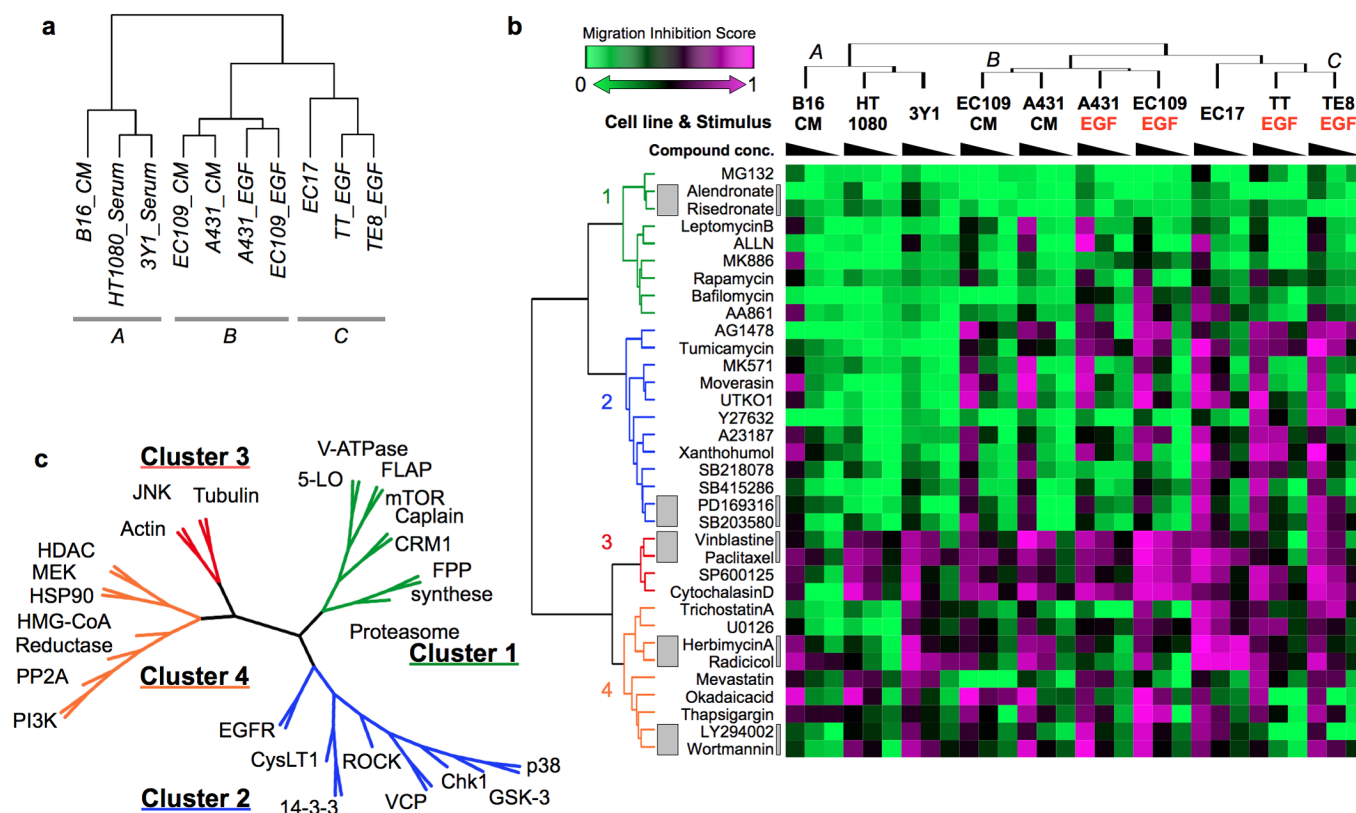 a
B16_CM
HT1080_Serum
3Y1_Serum
EC109_CM
A431_CM
A431_EGF
EC109_EGF
EC17
TT_EGF
TE8_EGF
A
B
C
b
Migration Inhibition Score
0
1
A
B
C
Cell line & Stimulus
B16 CM
HT 1080
3Y1
EC109 CM
A431 CM
A431 EGF
EC109 EGF
EC17
TT EGF
TE8 EGF
Compound conc.
1
2
3
4
MG132
Alendronate
Risedronate
LeptomycinB
ALLN
MK886
Rapamycin
Bafilomycin
AA861
AG1478
Tumicamycin
MK571
Moverasin
UTKO1
Y27632
A23187
Xanthohumol
SB218078
SB415286
PD169316
SB203580
Vinblastine
Paclitaxel
SP600125
CytochalasinD
TrichostatinA
U0126
HerbimycinA
Radicicol
Mevastatin
Okadaicacid
Thapsigargin
LY294002
Wortmannin
c
Cluster 3
JNK
Tubulin
Actin
HDAC
MEK
HSP90
HMG-CoA
Reductase
PP2A
PI3K
Cluster 4
V-ATPase
5-LO
FLAP
mTOR
Caplain
CRM1
FPP
synthese
Proteasome
Cluster 1
EGFR
CysLT1
ROCK
p38
Chk1
GSK-3
VCP
14-3-3
Cluster 2